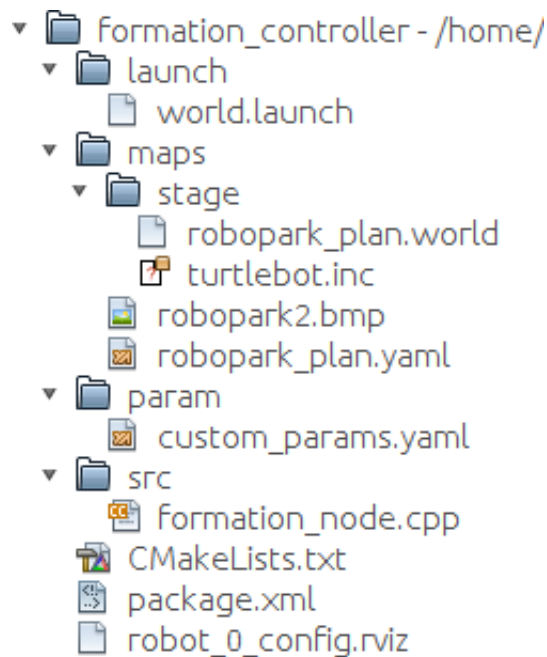 formation_controller - /home/
launch
world.launch
maps
stage
robopark_plan.world
turtlebot.inc
robopark2.bmp
robopark_plan.yaml
param
custom_params.yaml
src
formation_node.cpp
CMakeLists.txt
package.xml
robot_0_config.rviz